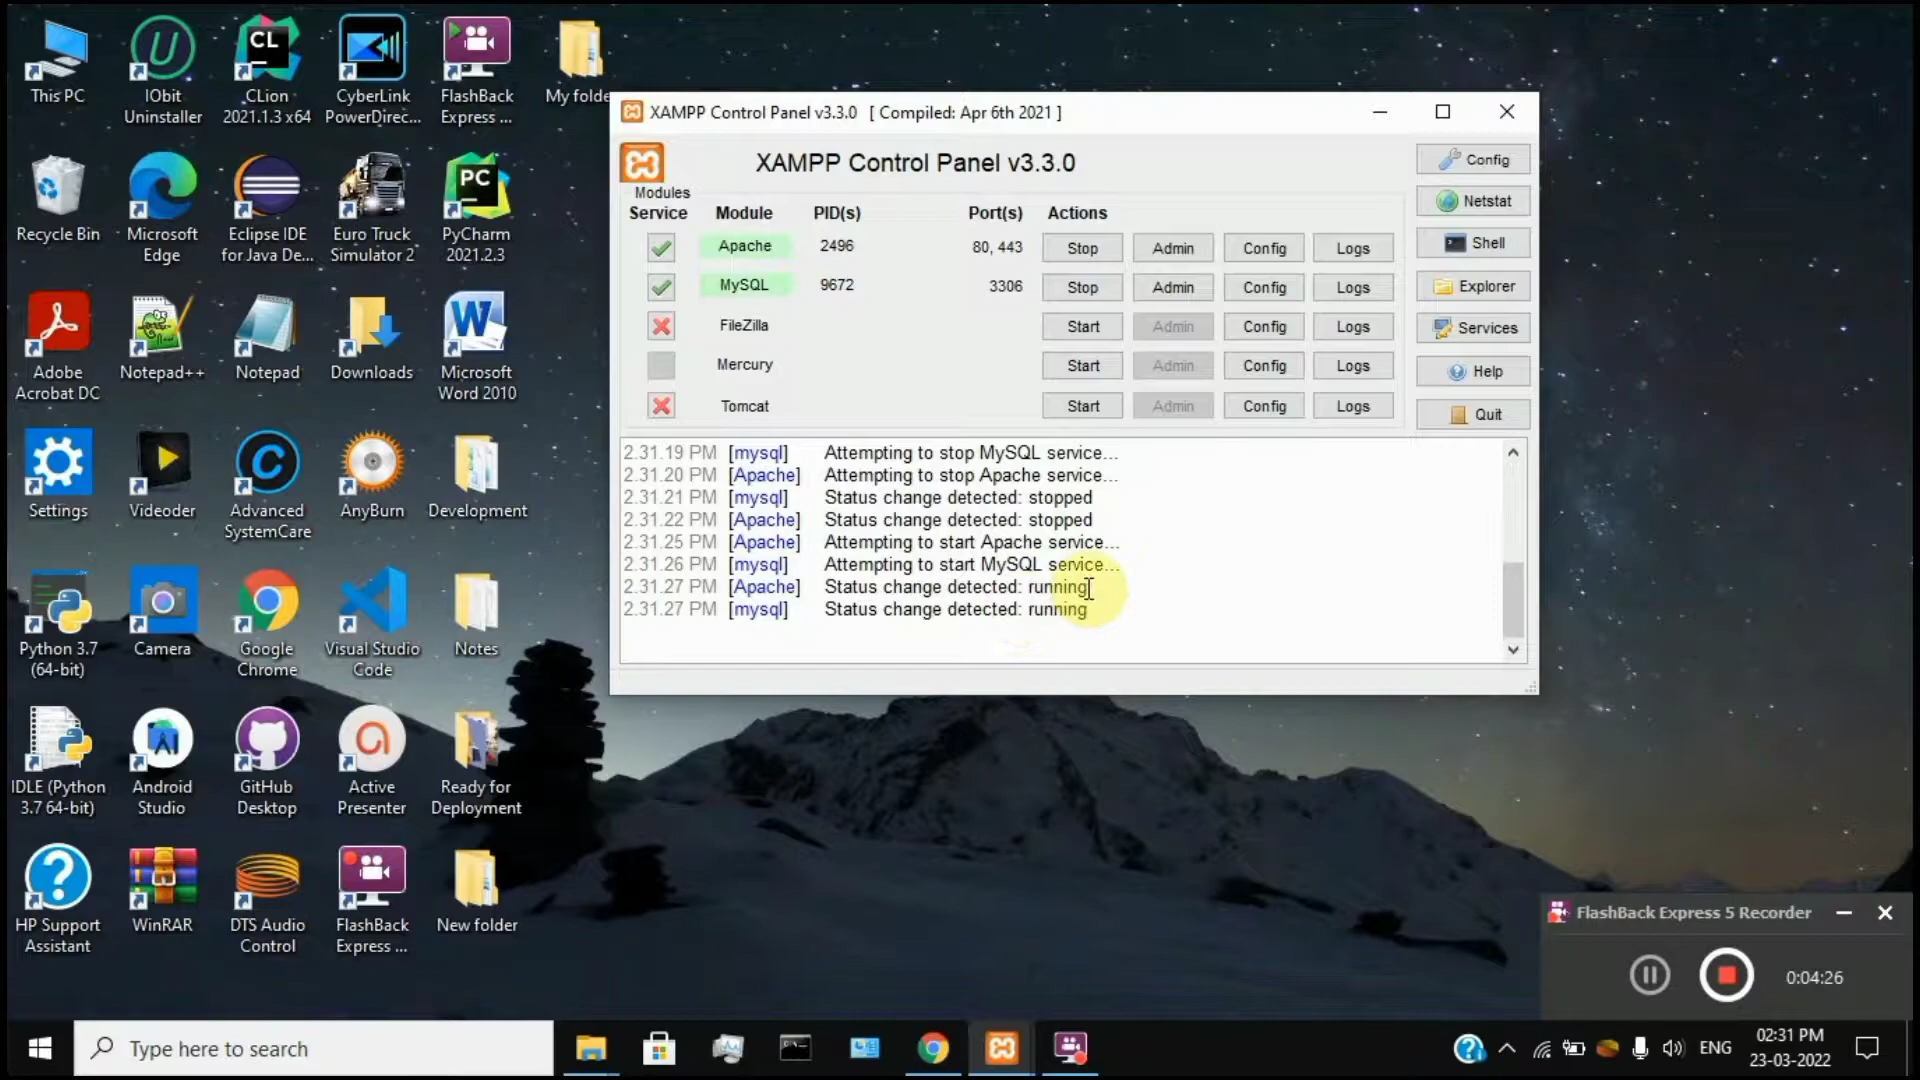 This PC
IObit
Uninstaller
CLion
2021.1.3 x64
CyberLink
PowerDirec...
FlashBack
Express ...
My folde
Recycle Bin
Microsoft
Edge
Eclipse IDE
for Java De...
Euro Truck
Simulator 2
PyCharm
2021.2.3
Adobe
Acrobat DC
Notepad++
Notepad
Downloads
Microsoft
Word 2010
Settings
Videoder
Advanced
SystemCare
AnyBurn
Development
Python 3.7
(64-bit)
Camera
Google
Chrome
Visual Studio
Code
Notes
IDLE (Python
3.7 64-bit)
Android
Studio
GitHub
Desktop
Active
Presenter
Ready for
Deployment
HP Support
Assistant
WinRAR
DTS Audio
Control
FlashBack
Express ...
New folder
CL
PC
XAMPP Control Panel v3.3.0 [ Compiled: Apr 6th 2021 ]
XAMPP Control Panel v3.3.0
Modules
Service Module PID(s) Port(s) Actions
Apache 2496 80, 443 Stop Admin Config Logs
MySQL 9672 3306 Stop Admin Config Logs
FileZilla Start Admin Config Logs
Mercury Start Admin Config Logs
Tomcat Start Admin Config Logs
Config
Netstat
Shell
Explorer
Services
Help
Quit
2.31.19 PM [mysql] Attempting to stop MySQL service...
2.31.20 PM [Apache] Attempting to stop Apache service...
2.31.21 PM [mysql] Status change detected: stopped
2.31.22 PM [Apache] Status change detected: stopped
2.31.25 PM [Apache] Attempting to start Apache service...
2.31.26 PM [mysql] Attempting to start MySQL service...
2.31.27 PM [Apache] Status change detected: running
2.31.27 PM [mysql] Status change detected: running
FlashBack Express 5 Recorder
0:04:26
Type here to search
ENG
02:31 PM
23-03-2022